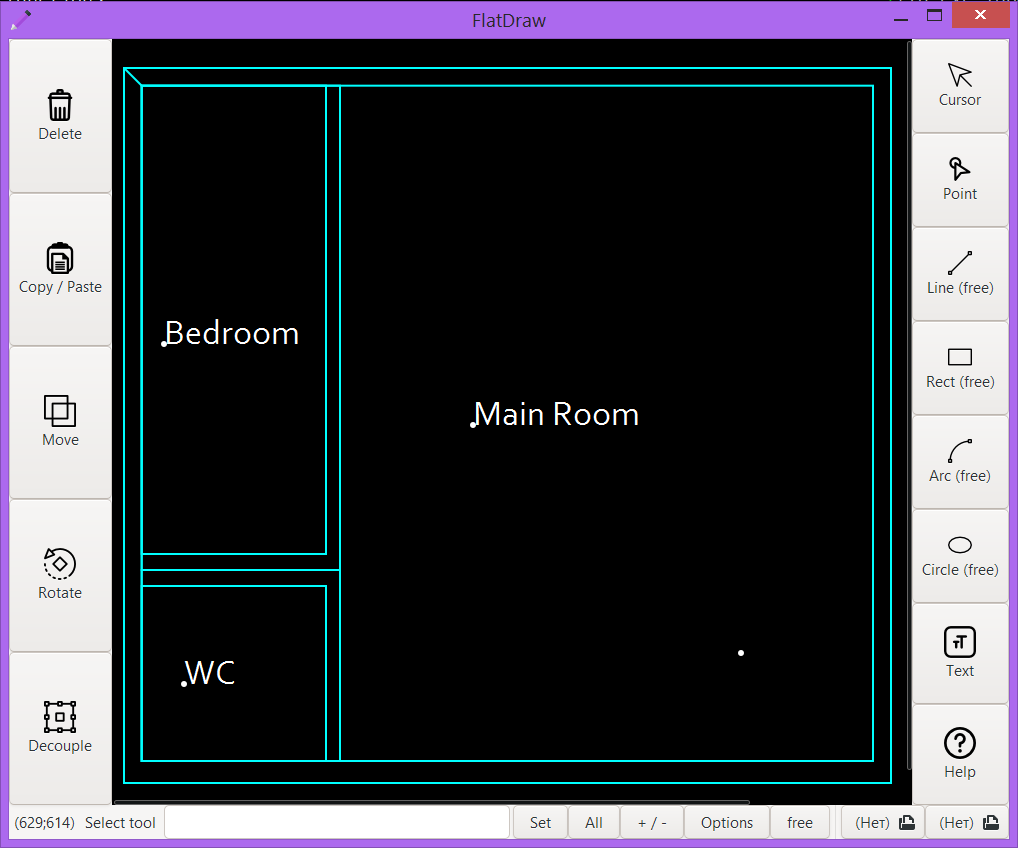 FlatDraw
Delete
Copy / Paste
Move
Rotate
Decouple
Bedroom
Main Room
WC
Cursor
Point
Line (free)
Rect (free)
Arc (free)
Circle (free)
Text
Help
(629;614) Select tool Set All + / - Options free (Нет) (Нет)